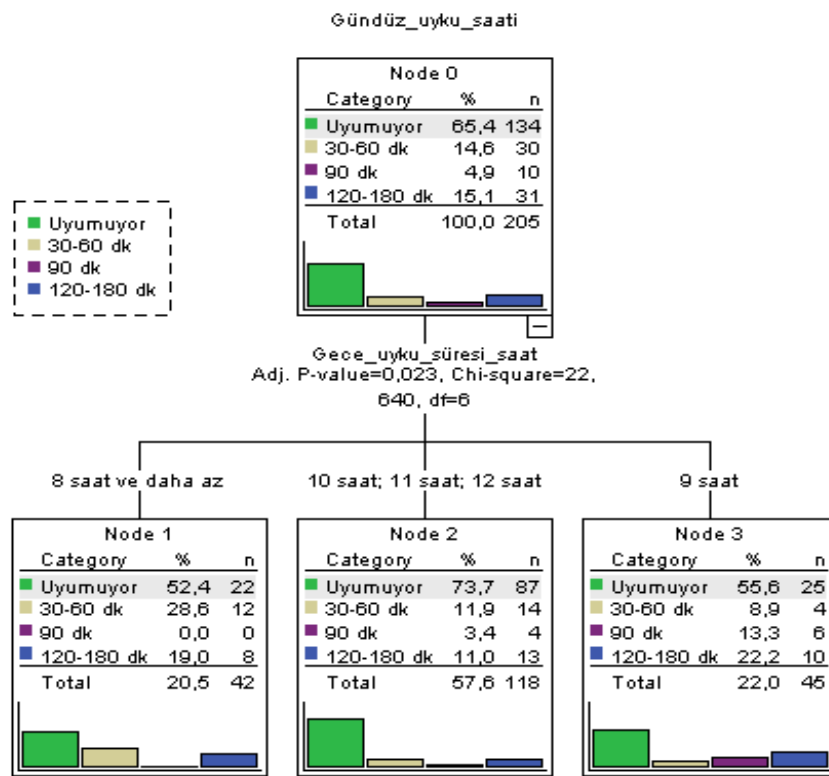 Gündüz_uyku_saati
Node 0
Category % n
Uyumuyor 65,4 134
30-60 dk 14,6 30
90 dk 4,9 10
120-180 dk 15,1 31
Total 100,0 205
Uyumuyor
30-60 dk
90 dk
120-180 dk
Gece_uyku_süresi_saat
Adj. P-value=0,023, Chi-square=22,
640, df=6
8 saat ve daha az
10 saat; 11 saat; 12 saat
9 saat
Node 1
Category % n
Uyumuyor 52,4 22
30-60 dk 28,6 12
90 dk 0,0 0
120-180 dk 19,0 8
Total 20,5 42
Node 2
Category % n
Uyumuyor 73,7 87
30-60 dk 11,9 14
90 dk 3,4 4
120-180 dk 11,0 13
Total 57,6 118
Node 3
Category % n
Uyumuyor 55,6 25
30-60 dk 8,9 4
90 dk 13,3 6
120-180 dk 22,2 10
Total 22,0 45